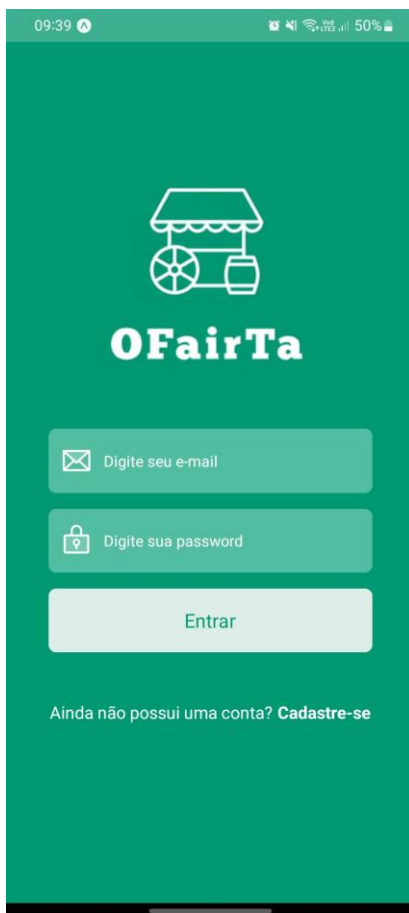 09:39 50%
OFairTa
Digite seu e-mail
Digite sua password
Entrar
Ainda não possui uma conta? Cadastre-se